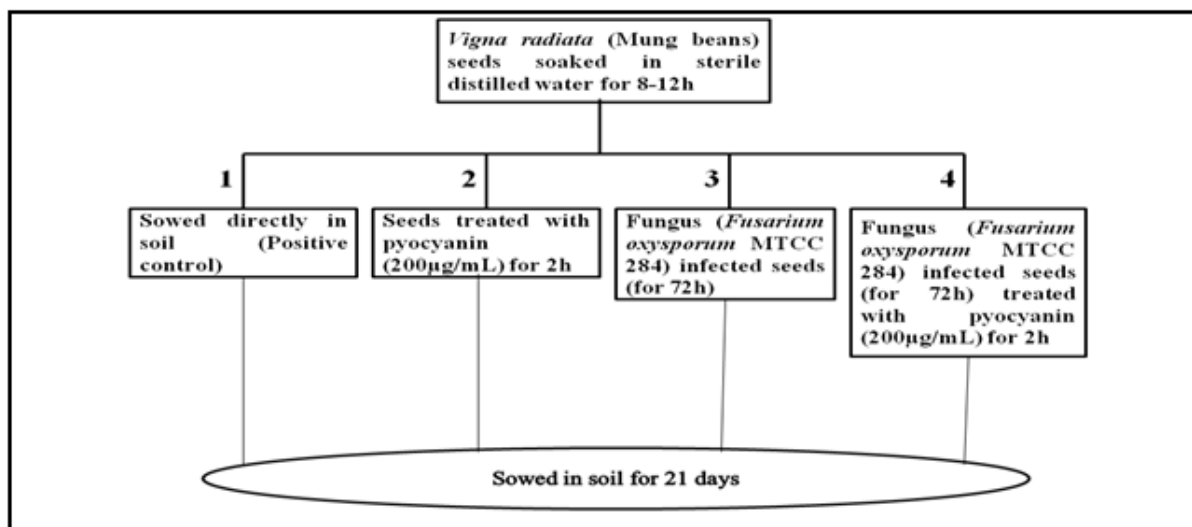 Vigna radiata (Mung beans)
seeds soaked in sterile
distilled water for 8-12h
1
2
3
4
Sowed directly in
soil (Positive
control)
Seeds treated with
pyocyanin
(200µg/mL) for 2h
Fungus (Fusarium
oxysporum MTCC
284) infected seeds
(for 72h)
Fungus (Fusarium
oxysporum MTCC
284) infected seeds
(for 72h) treated
with pyocyanin
(200µg/mL) for 2h
Sowed in soil for 21 days